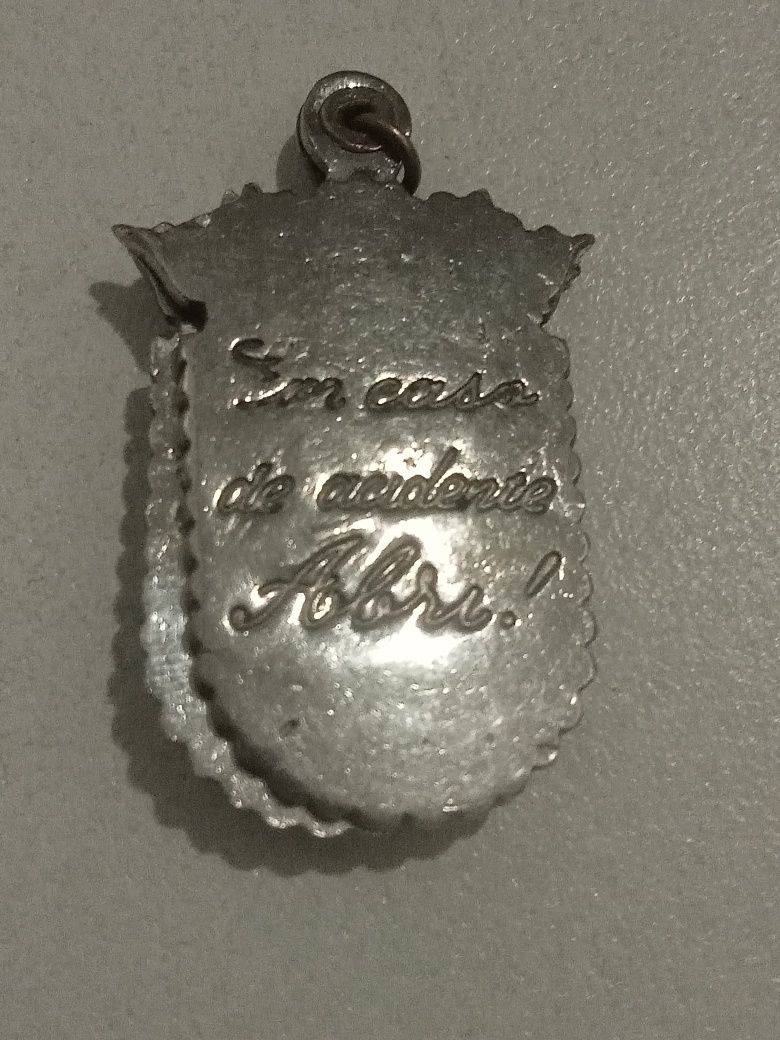 Em caso
de acidente
Abri!